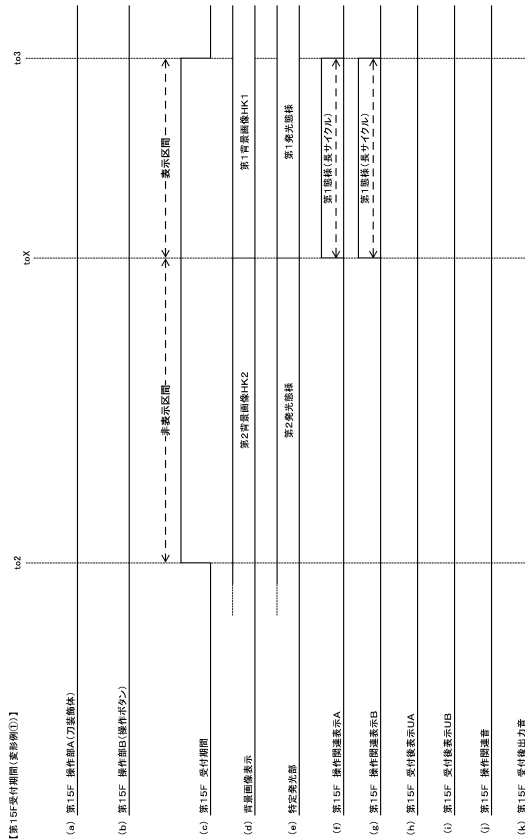 【第15F受付期間(変形例①)】
to2
toX
to3
(a) 第15F 操作部A(刀装飾体)
(b) 第15F 操作部B(操作ボタン)
非表示区間
表示区間
(c) 第15F 受付期間
(d) 背景画像表示
第2背景画像HK2
第1背景画像HK1
(e) 特定発光部
第2発光態様
第1発光態様
(f) 第15F 操作関連表示A
第1態様(長サイクル)
(g) 第15F 操作関連表示B
第1態様(長サイクル)
(h) 第15F 受付後表示UA
(i) 第15F 受付後表示UB
(j) 第15F 操作関連音
(k) 第15F 受付後出力音